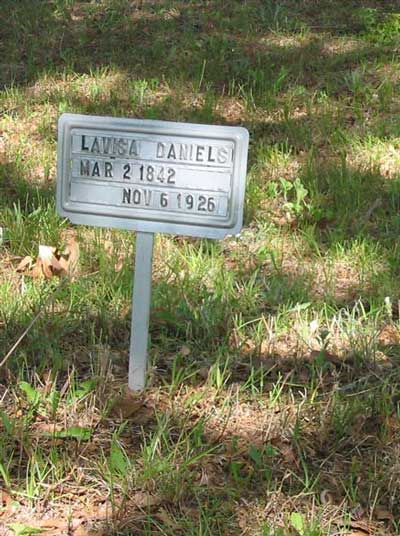 LAVISA DANIELS
MAR 2 1842
NOV 6 1926